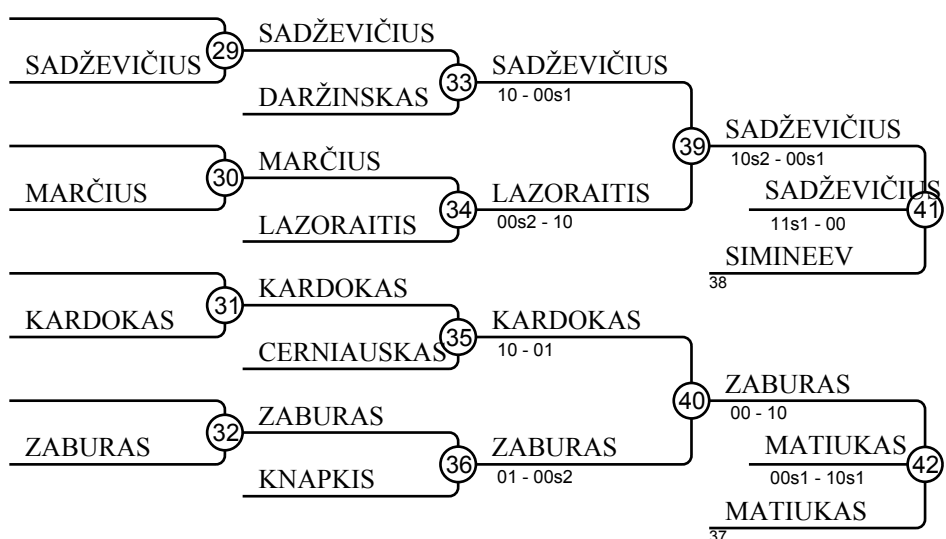 SADŽEVIČIUS
29
SADŽEVIČIUS
DARŽINSKAS
33
SADŽEVIČIUS
10 - 00s1
MARČIUS
30
MARČIUS
LAZORAITIS
34
LAZORAITIS
00s2 - 10
39
SADŽEVIČIUS
10s2 - 00s1
SADŽEVIČIUS
11s1 - 00
41
SIMINEEV
38
KARDOKAS
31
KARDOKAS
CERNIAUSKAS
35
KARDOKAS
10 - 01
ZABURAS
32
ZABURAS
KNAPKIS
36
ZABURAS
01 - 00s2
40
ZABURAS
00 - 10
MATIUKAS
00s1 - 10s1
42
MATIUKAS
37